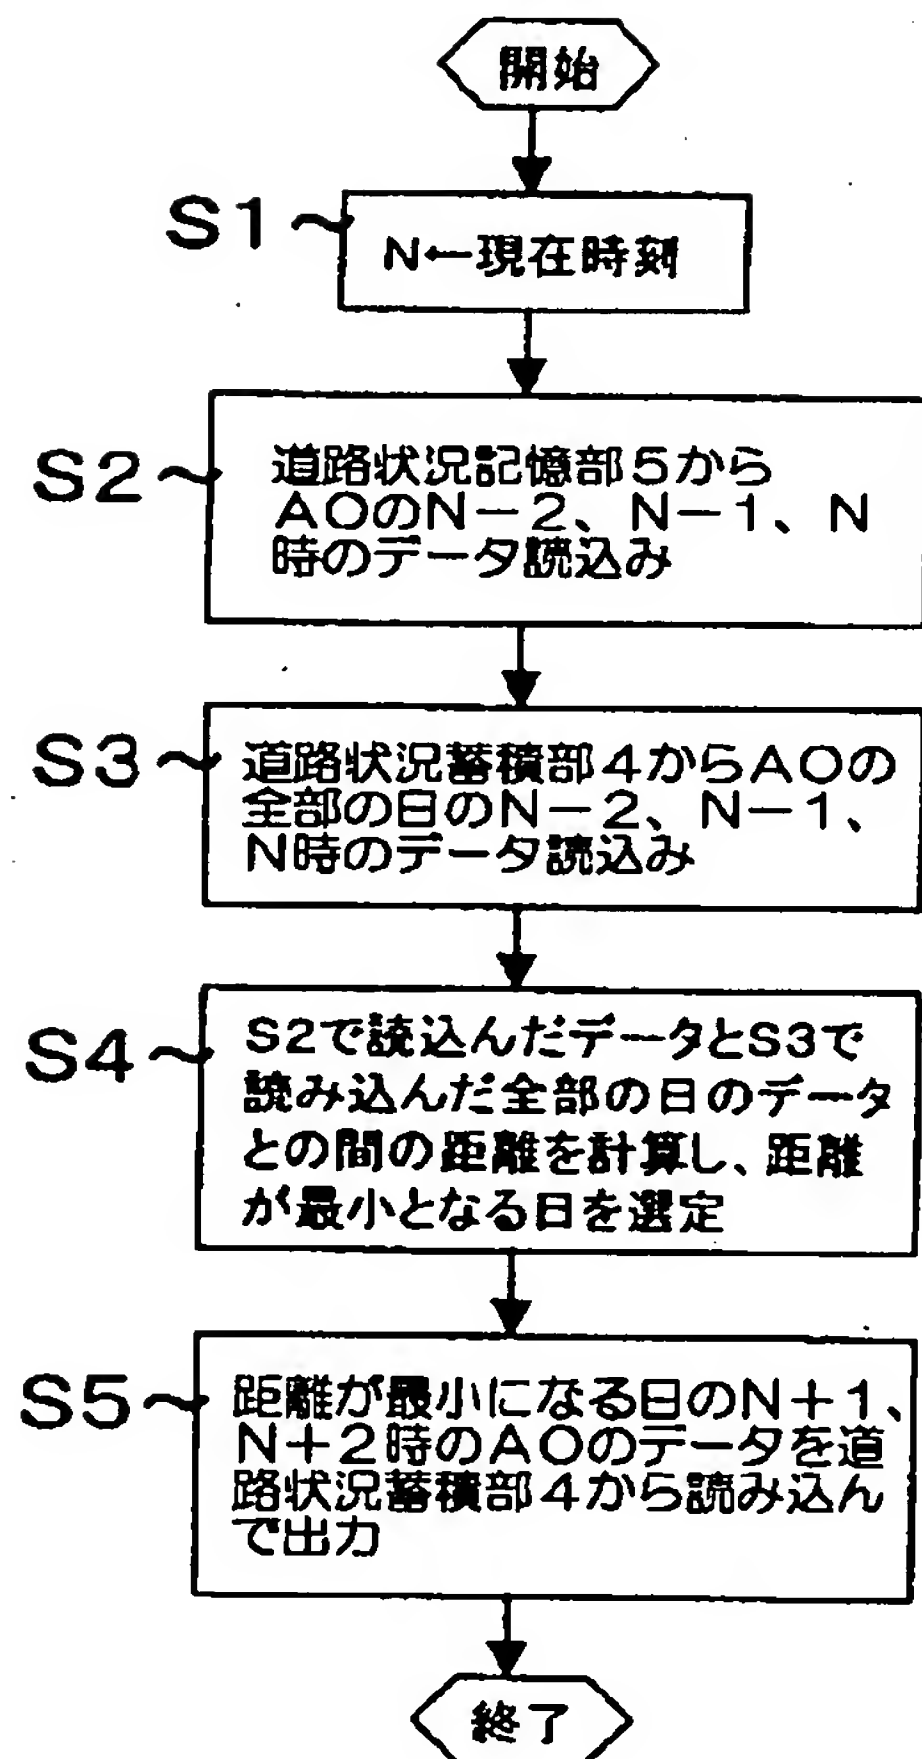 開始
S1
N←現在時刻
S2
道路状況記憶部5から
A0のN-2、N-1、N
時のデータ読込み
S3
道路状況蓄積部4からA0の
全部の日のN-2、N-1、
N時のデータ読込み
S4
S2で読込んだデータとS3で
読み込んだ全部の日のデータ
との間の距離を計算し、距離
が最小となる日を選定
S5
距離が最小になる日のN+1、
N+2時のA0のデータを道
路状況蓄積部4から読み込ん
で出力
終了